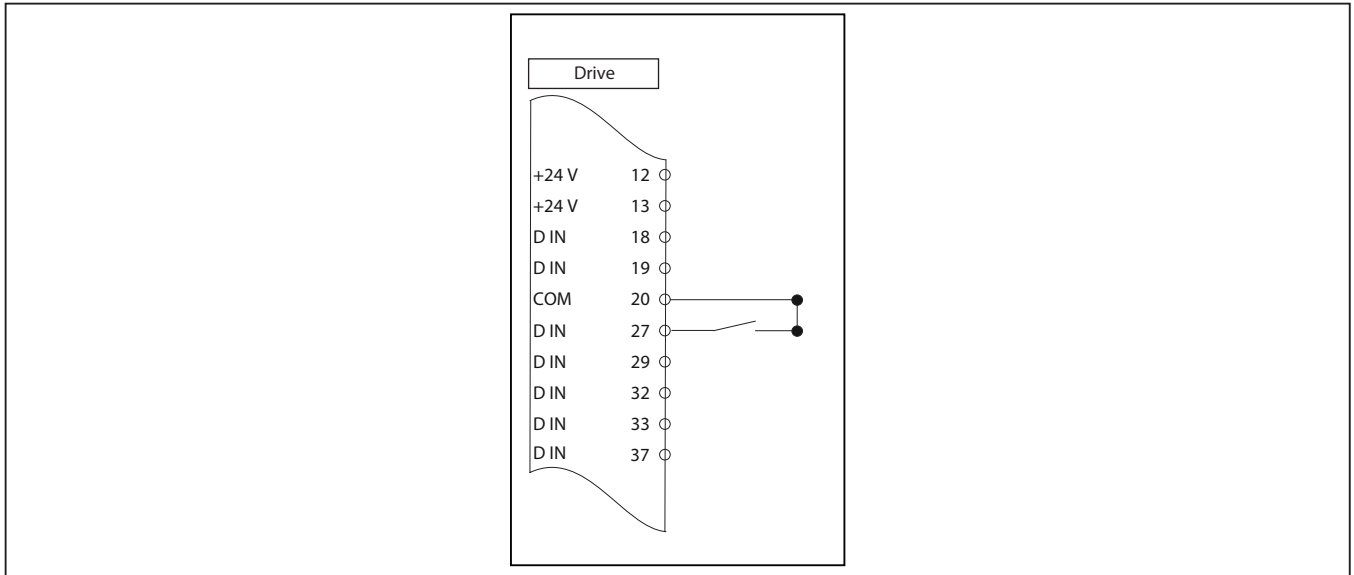 Drive
+24 V 12
+24 V 13
D IN 18
D IN 19
COM 20
D IN 27
D IN 29
D IN 32
D IN 33
D IN 37